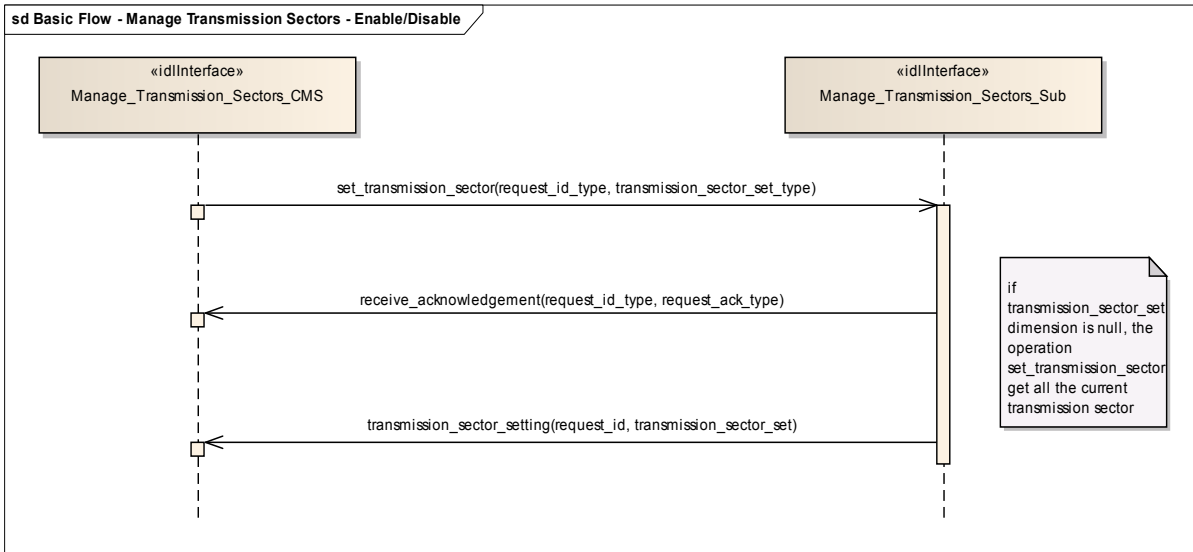 sd Basic Flow - Manage Transmission Sectors - Enable/Disable
«idlInterface»
Manage_Transmission_Sectors_CMS
«idlInterface»
Manage_Transmission_Sectors_Sub
set_transmission_sector(request_id_type, transmission_sector_set_type)
receive_acknowledgement(request_id_type, request_ack_type)
transmission_sector_setting(request_id, transmission_sector_set)
if
transmission_sector_set
dimension is null, the
operation
set_transmission_sector
get all the current
transmission sector